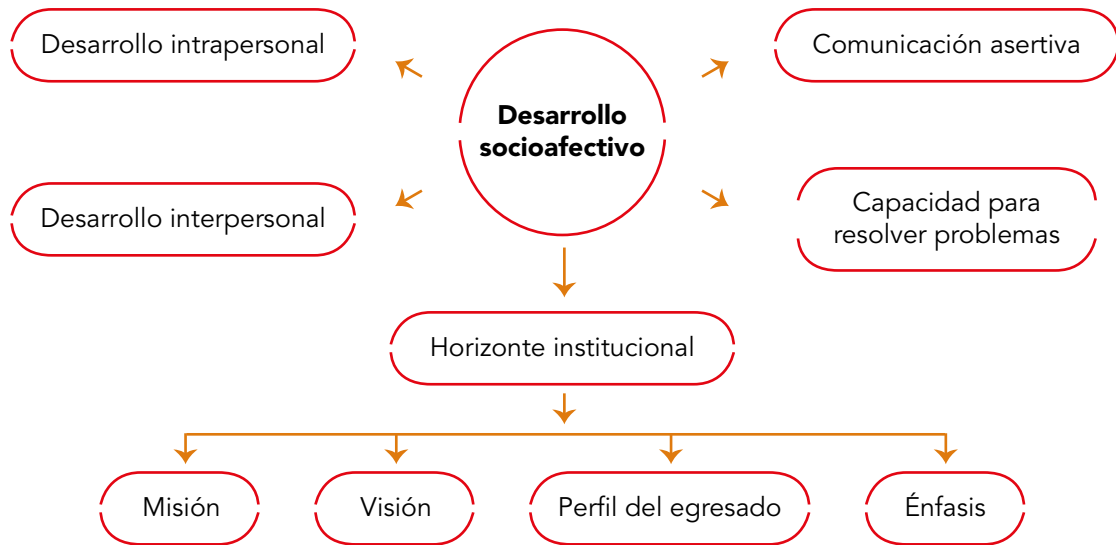 Desarrollo intrapersonal
Comunicación asertiva
Desarrollo
socioafectivo
Desarrollo interpersonal
Capacidad para
resolver problemas
Horizonte institucional
Misión
Visión
Perfil del egresado
Énfasis